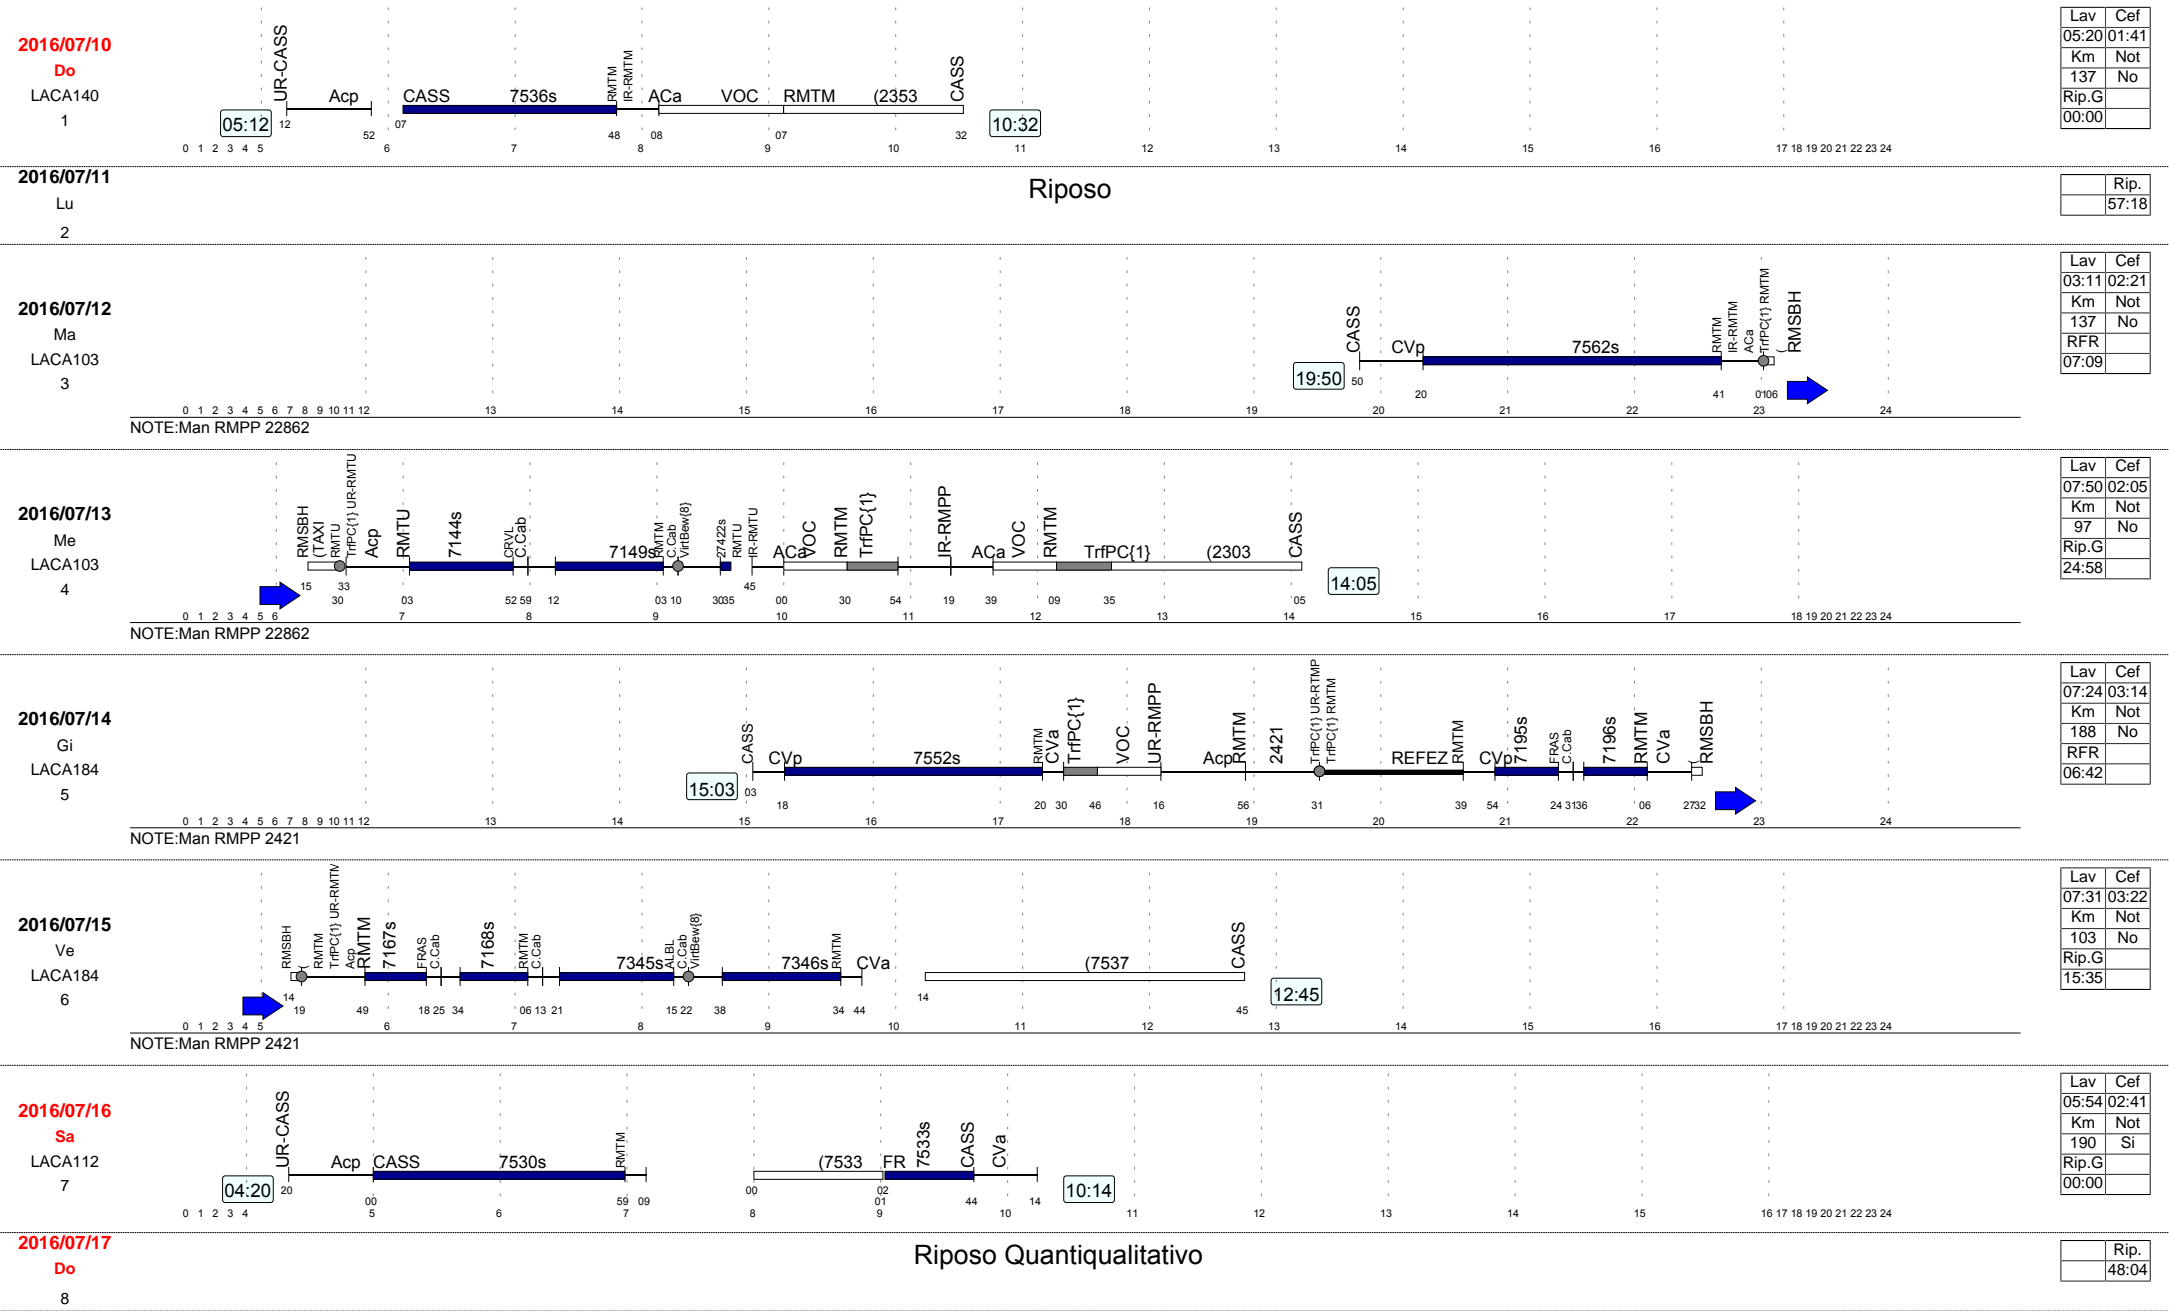 2016/07/10
Do
LACA140
1
05:12 UR-CASS Acp CASS 7536s RMTM IR-RMTM ACa VOC RMTM (2353 CASS 10:32
12 52 07 48 08 07 32
0 1 2 3 4 5 6 7 8 9 10 11 12 13 14 15 16 17 18 19 20 21 22 23 24
Lav Cef
05:20 01:41
Km Not
137 No
Rip.G
00:00
2016/07/11
Lu
2
Riposo
Rip.
57:18
2016/07/12
Ma
LACA103
3
19:50 CASS CVp 7562s RMTM IR-RMTM ACa TrfPC{1} RMTM ( RMSBH
50 20 41 01 06
0 1 2 3 4 5 6 7 8 9 10 11 12 13 14 15 16 17 18 19 20 21 22 23 24
NOTE:Man RMPP 22862
Lav Cef
03:11 02:21
Km Not
137 No
RFR
07:09
2016/07/13
Me
LACA103
4
RMSBH (TAXI RMTU TrfPC{1} UR-RMTU Acp RMTU 7144s CRVL C.Cab 7149s RMTM C.Cab VirtBew{8} 27422s RMTU IR-RMTU ACa VOC RMTM TrfPC{1} IR-RMPP ACa VOC RMTM TrfPC{1} (2303 CASS 14:05
15 30 33 03 52 59 12 03 10 30 35 45 00 30 54 19 39 09 35 05
0 1 2 3 4 5 6 7 8 9 10 11 12 13 14 15 16 17 18 19 20 21 22 23 24
NOTE:Man RMPP 22862
Lav Cef
07:50 02:05
Km Not
97 No
Rip.G
24:58
2016/07/14
Gi
LACA184
5
15:03 CASS CVp 7552s RMTM CVa TrfPC{1} VOC UR-RMPP Acp RMTM 2421 TrfPC{1} UR-RTMP TrfPC{1} RMTM REFEZ RMTM CVp 7195s FRAS C.Cab 7196s RMTM CVa ( RMSBH
03 18 20 30 46 16 56 31 39 54 24 31 36 06 27 32
0 1 2 3 4 5 6 7 8 9 10 11 12 13 14 15 16 17 18 19 20 21 22 23 24
NOTE:Man RMPP 2421
Lav Cef
07:24 03:14
Km Not
188 No
RFR
06:42
2016/07/15
Ve
LACA184
6
RMSBH ( RMTM TrfPC{1} UR-RMTM Acp RMTM 7167s FRAS C.Cab 7168s RMTM C.Cab 7345s ALBL C.Cab VirtBew{8} 7346s RMTM CVa (7537 CASS 12:45
14 19 49 18 25 34 06 13 21 15 22 38 34 44 14 45
0 1 2 3 4 5 6 7 8 9 10 11 12 13 14 15 16 17 18 19 20 21 22 23 24
NOTE:Man RMPP 2421
Lav Cef
07:31 03:22
Km Not
103 No
Rip.G
15:35
2016/07/16
Sa
LACA112
7
04:20 UR-CASS Acp CASS 7530s RMTM (7533 FR 7533s CASS CVa 10:14
20 00 59 09 00 02 01 44 14
0 1 2 3 4 5 6 7 8 9 10 11 12 13 14 15 16 17 18 19 20 21 22 23 24
Lav Cef
05:54 02:41
Km Not
190 Si
Rip.G
00:00
2016/07/17
Do
8
Riposo Quantiqualitativo
Rip.
48:04